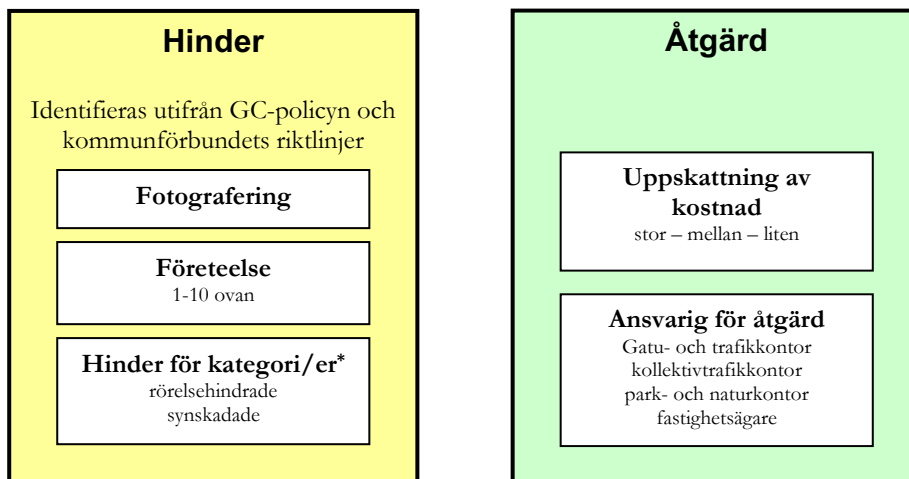 Hinder
Identifieras utifrån GC-policyn och
kommunförbundets riktlinjer
Fotografering
Företeelse
1-10 ovan
Hinder för kategori/er*
rörelsehindrade
synskadade
Åtgärd
Uppskattning av
kostnad
stor – mellan – liten
Ansvarig för åtgärd
Gatu- och trafikkontor
kollektivtrafikkontor
park- och naturkontor
fastighetsägare